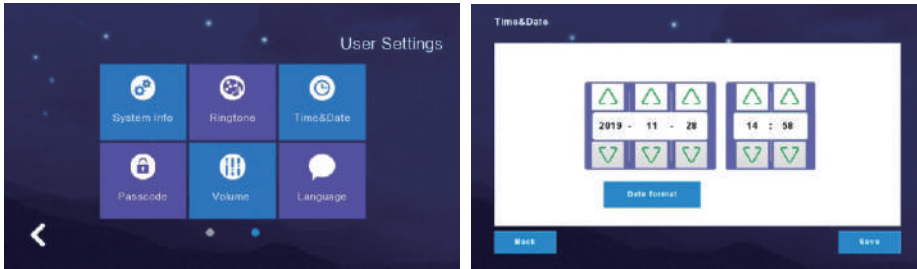 User Settings
System Info
Ringtone
Time&Date
Passcode
Volume
Language
Time&Date
2019 - 11 - 28
14 : 58
Date format
Back
Save